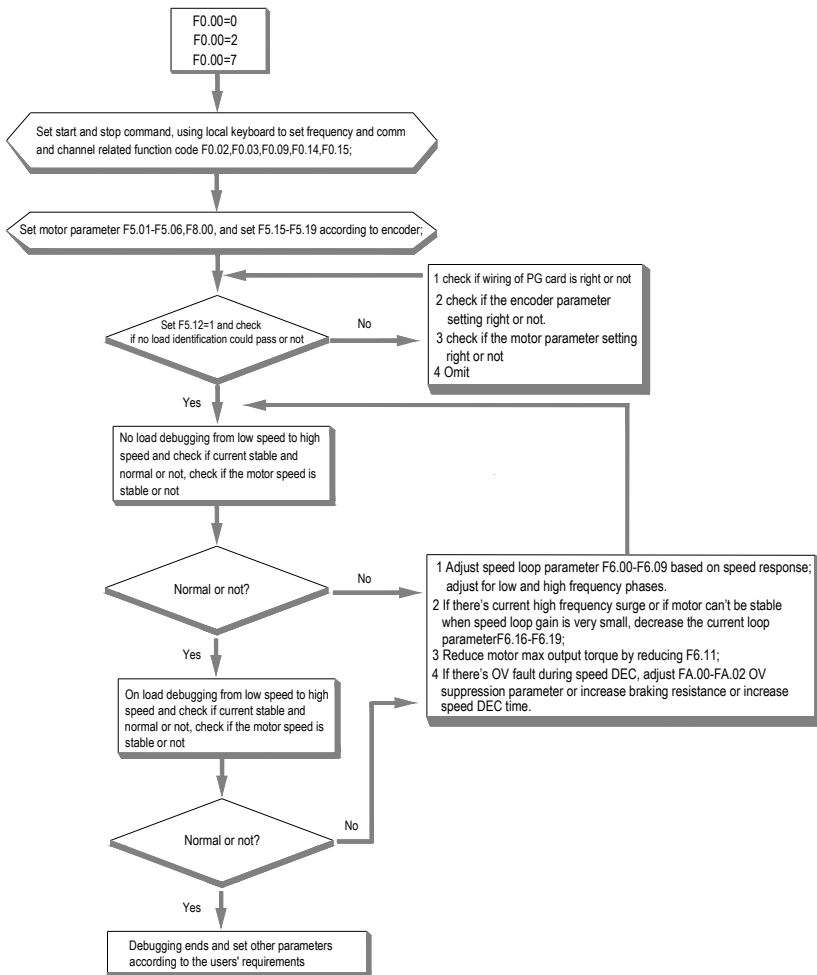 F0.00=0
F0.00=2
F0.00=7
Set start and stop command, using local keyboard to set frequency and comm
and channel related function code F0.02,F0.03,F0.09,F0.14,F0.15;
Set motor parameter F5.01-F5.06,F8.00, and set F5.15-F5.19 according to encoder;
Set F5.12=1 and check
if no load identification could pass or not
No
1 check if wiring of PG card is right or not
2 check if the encoder parameter
setting right or not.
3 check if the motor parameter setting
right or not
4 Omit
Yes
No load debugging from low speed to high
speed and check if current stable and
normal or not, check if the motor speed is
stable or not
Normal or not?
No
1 Adjust speed loop parameter F6.00-F6.09 based on speed response;
adjust for low and high frequency phases.
2 If there's current high frequency surge or if motor can't be stable
when speed loop gain is very small, decrease the current loop
parameterF6.16-F6.19;
3 Reduce motor max output torque by reducing F6.11;
4 If there's OV fault during speed DEC, adjust FA.00-FA.02 OV
suppression parameter or increase braking resistance or increase
speed DEC time.
Yes
On load debugging from low speed to high
speed and check if current stable and
normal or not, check if the motor speed is
stable or not
Normal or not?
No
Yes
Debugging ends and set other parameters
according to the users' requirements